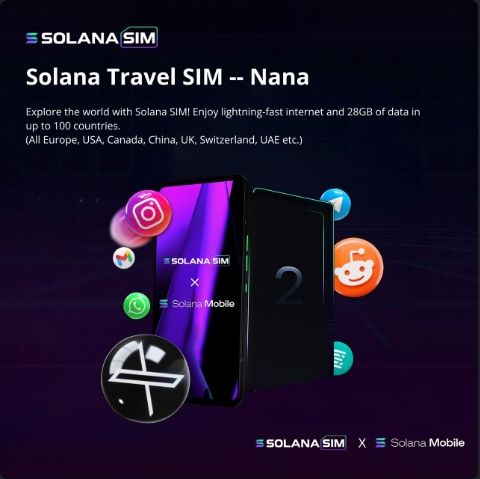 SOLANA SIM
Solana Travel SIM -- Nana
Explore the world with Solana SIM! Enjoy lightning-fast internet and 28GB of data in
up to 100 countries.
(All Europe, USA, Canada, China, UK, Switzerland, UAE etc.)
SOLANA SIM
X
Solana Mobile
2
SOLANA SIM X Solana Mobile